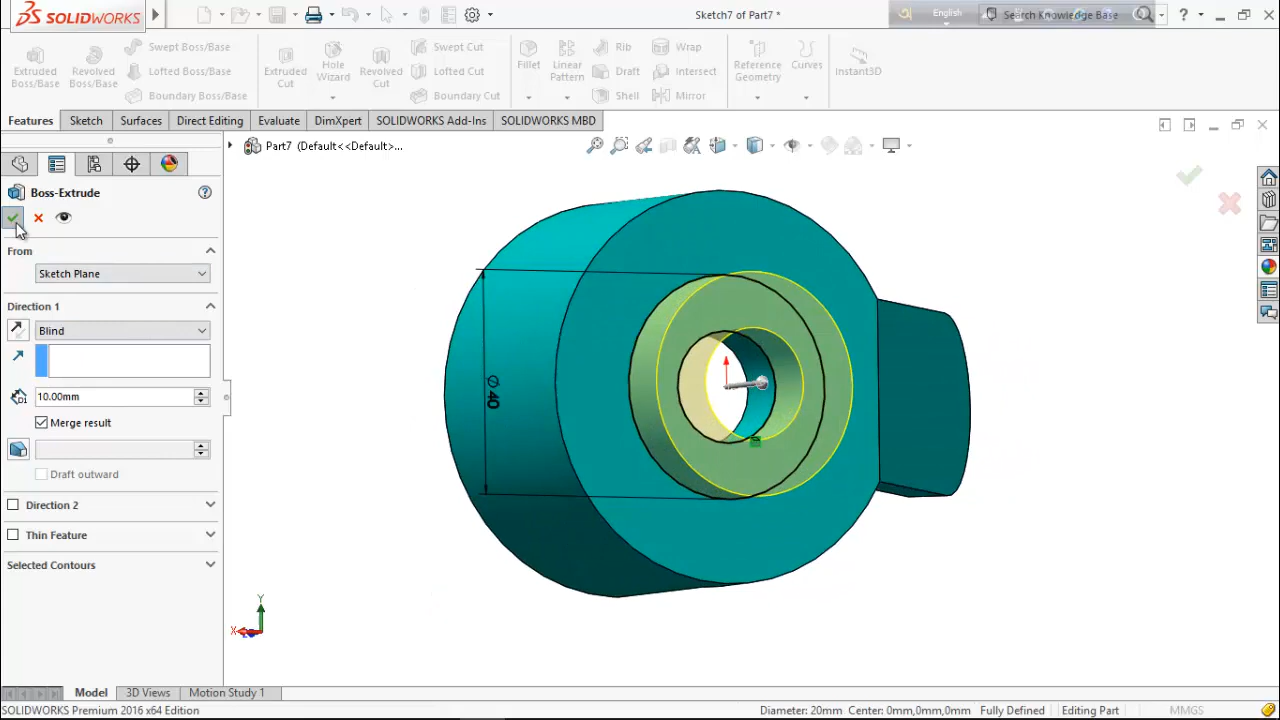 SOLIDWORKS
Sketch7 of Part7 *
English
Search Knowledge Base
?
Extruded Boss/Base
Revolved Boss/Base
Swept Boss/Base
Lofted Boss/Base
Boundary Boss/Base
Extruded Cut
Hole Wizard
Revolved Cut
Swept Cut
Lofted Cut
Boundary Cut
Fillet
Linear Pattern
Rib
Draft
Shell
Wrap
Intersect
Mirror
Reference Geometry
Curves
Instant3D
Features
Sketch
Surfaces
Direct Editing
Evaluate
DimXpert
SOLIDWORKS Add-Ins
SOLIDWORKS MBD
Part7 (Default<<Default>...
Boss-Extrude
?
From
Sketch Plane
Direction 1
Blind
10.00mm
Merge result
Draft outward
Direction 2
Thin Feature
Selected Contours
⌀40
Y
X
Model
3D Views
Motion Study 1
SOLIDWORKS Premium 2016 x64 Edition
Diameter: 20mm Center: 0mm,0mm,0mm
Fully Defined
Editing Part
MMGS